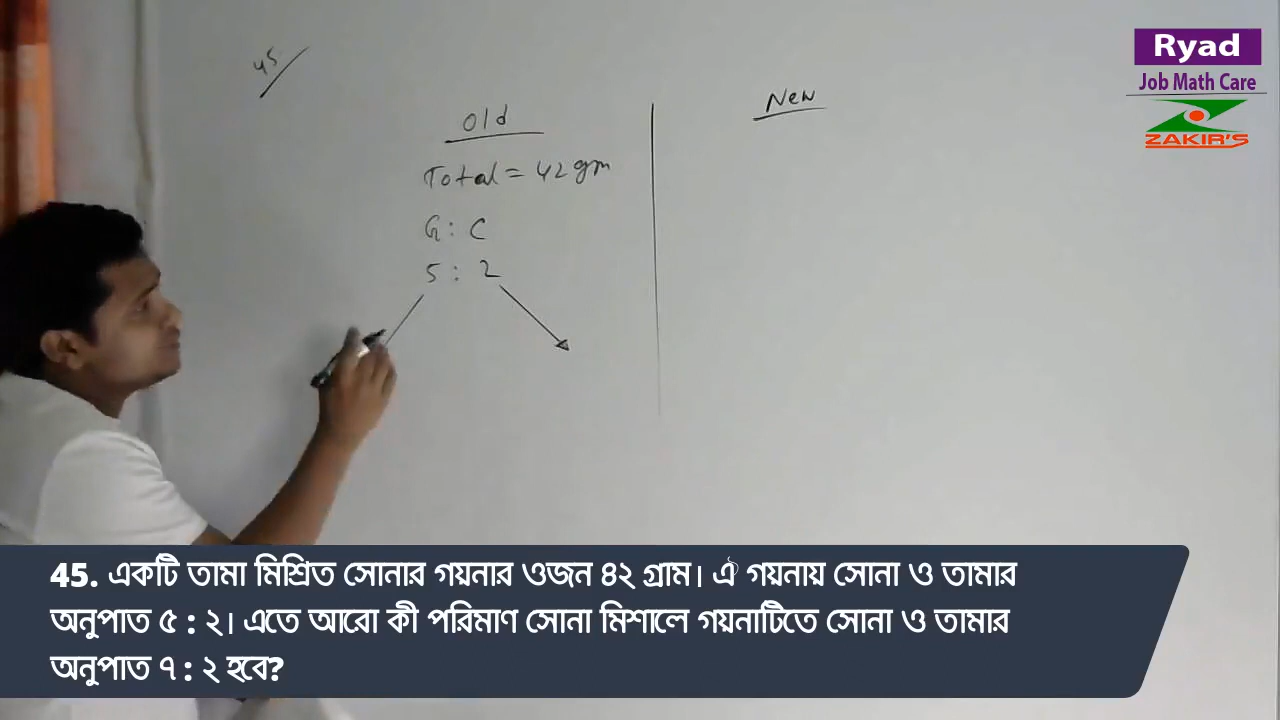 45
Old
Total = 42 gm
G : C
5 : 2
New
Ryad
Job Math Care
ZAKIR'S
45. একটি তামা মিশ্রিত সোনার গয়নার ওজন ৪২ গ্রাম। ঐ গয়নায় সোনা ও তামার
অনুপাত ৫ : ২। এতে আরো কী পরিমাণ সোনা মিশালে গয়নাটিতে সোনা ও তামার
অনুপাত ৭ : ২ হবে?